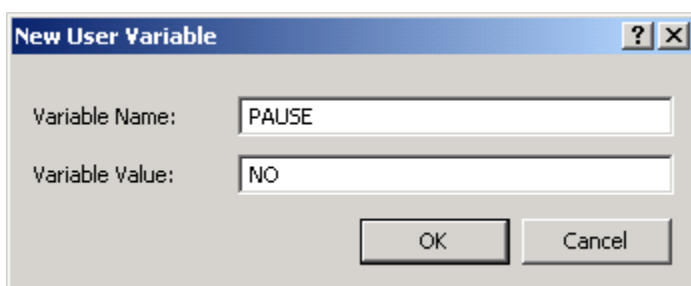 New User Variable
Variable Name: PAUSE
Variable Value: NO
OK Cancel